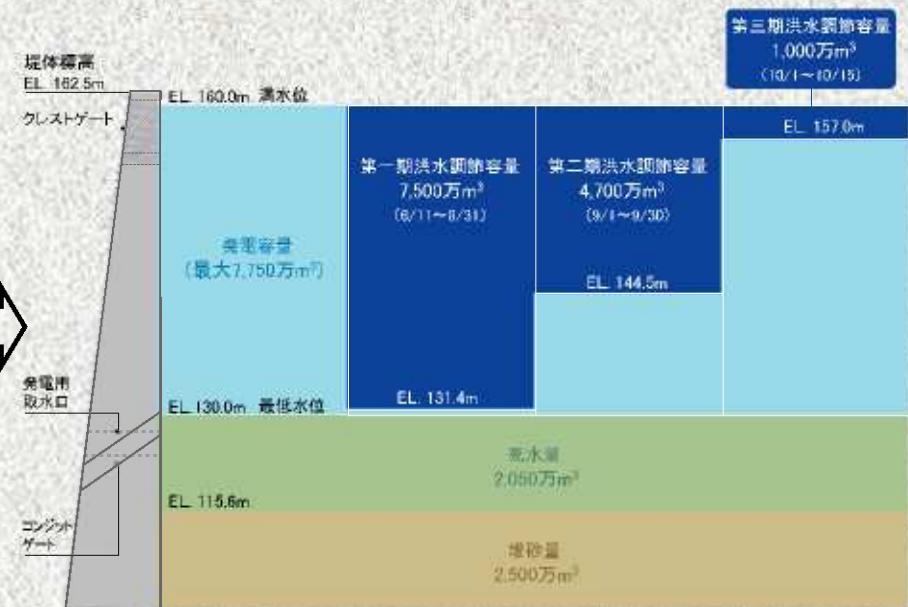 第三期洪水調節容量
1,000万m³
(10/1~10/15)
堤体標高
EL. 162.5m
EL. 160.0m 満水位
クレストゲート
EL. 157.0m
第一期洪水調節容量
7,500万m³
(6/11~8/31)
第二期洪水調節容量
4,700万m³
(9/1~9/30)
発電容量
(最大7,750万m³)
EL. 144.5m
発電用
取水口
EL. 131.4m
EL. 130.0m 最低水位
死水量
2,050万m³
EL. 115.6m
コンジット
ゲート
堆砂量
2,500万m³